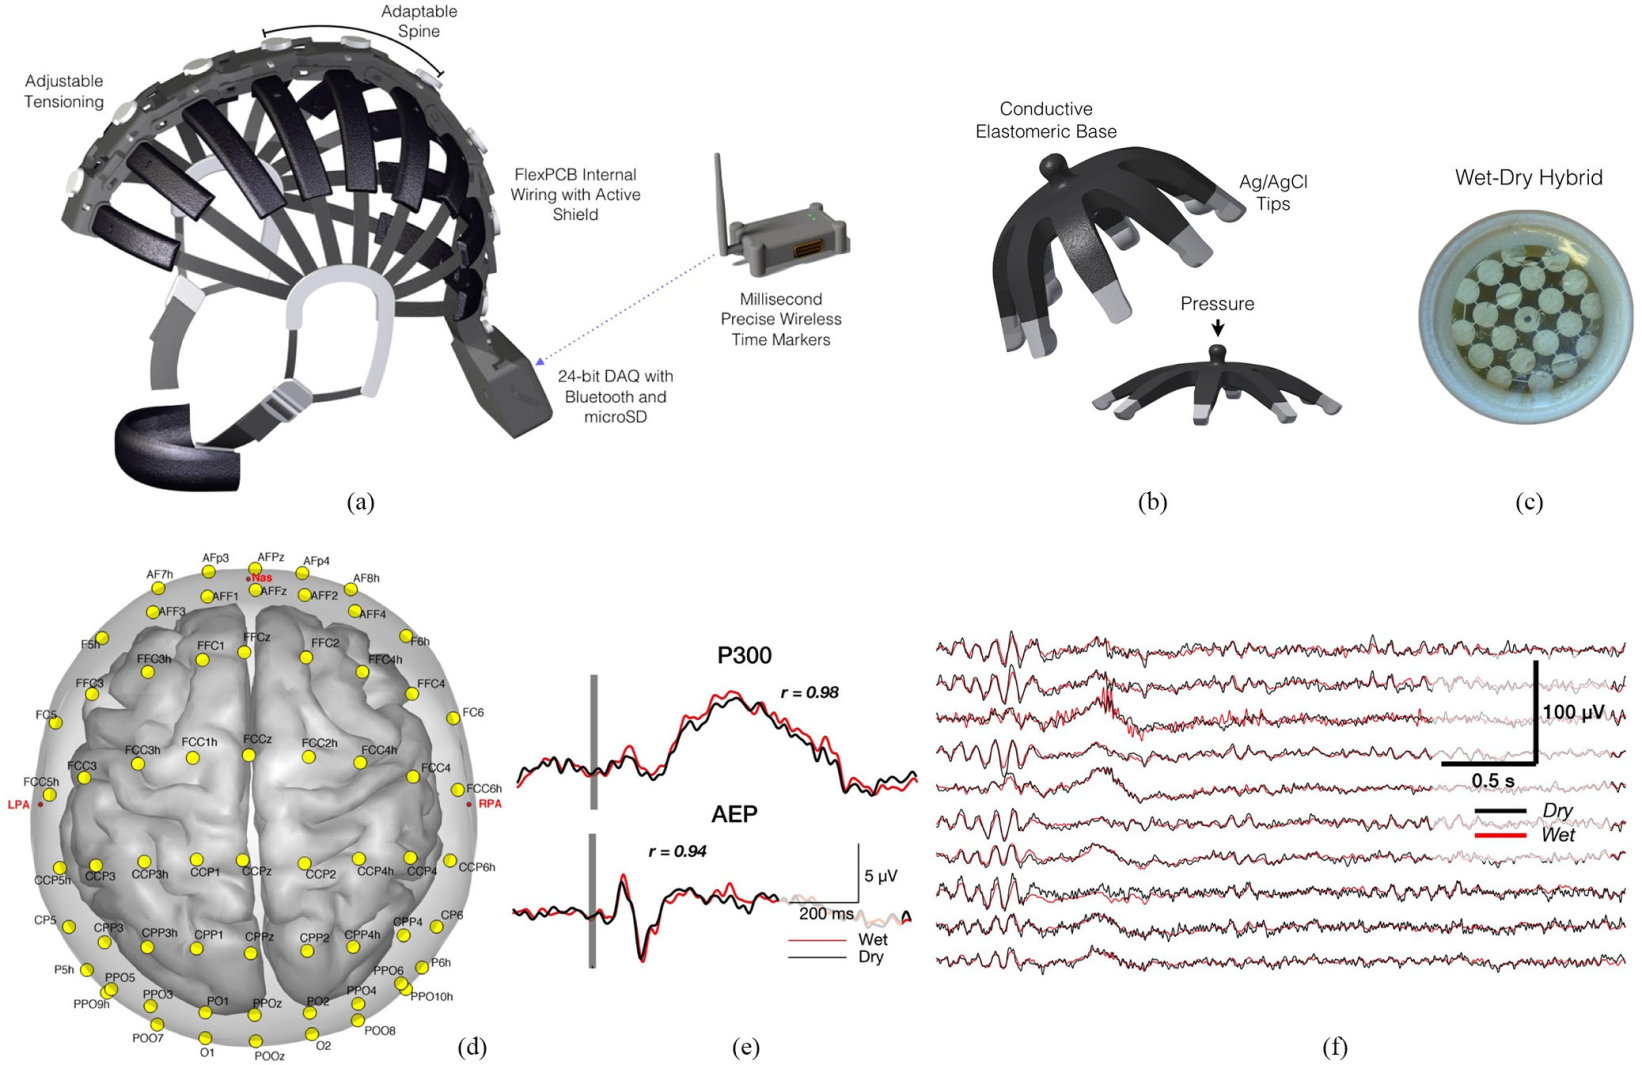 Adaptable
Spine
Adjustable
Tensioning
FlexPCB Internal
Wiring with Active
Shield
Millisecond
Precise Wireless
Time Markers
24-bit DAQ with
Bluetooth and
microSD
(a)
Conductive
Elastomeric Base
Ag/AgCl
Tips
Pressure
(b)
Wet-Dry Hybrid
(c)
AFp3 AFPz AFp4
AF7h Nas AF8h
AFF1 AFFz AFF2
AFF3 AFF4
F5h F6h
FFC1 FFCz FFC2
FFC3h FFC4h
FFC3 FFC4
FC5 FC6
FCC3h FCC1h FCCz FCC2h FCC4h
FCC3 FCC4
FCC5h FCC6h
LPA RPA
CCP5h CCP3 CCP3h CCP1 CCPz CCP2 CCP4h CCP4 CCP6h
CP5 CP6
CPP3 CPP3h CPP1 CPPz CPP2 CPP4h CPP4
P5h P6h
PPO5 PPO6
PPO9h PPO3 PO1 PPOz PO2 PPO4 PPO10h
POO7 POO8
O1 POOz O2
(d)
P300
r = 0.98
AEP
r = 0.94
5 µV
200 ms
Wet
Dry
(e)
100 µV
0.5 s
Dry
Wet
(f)